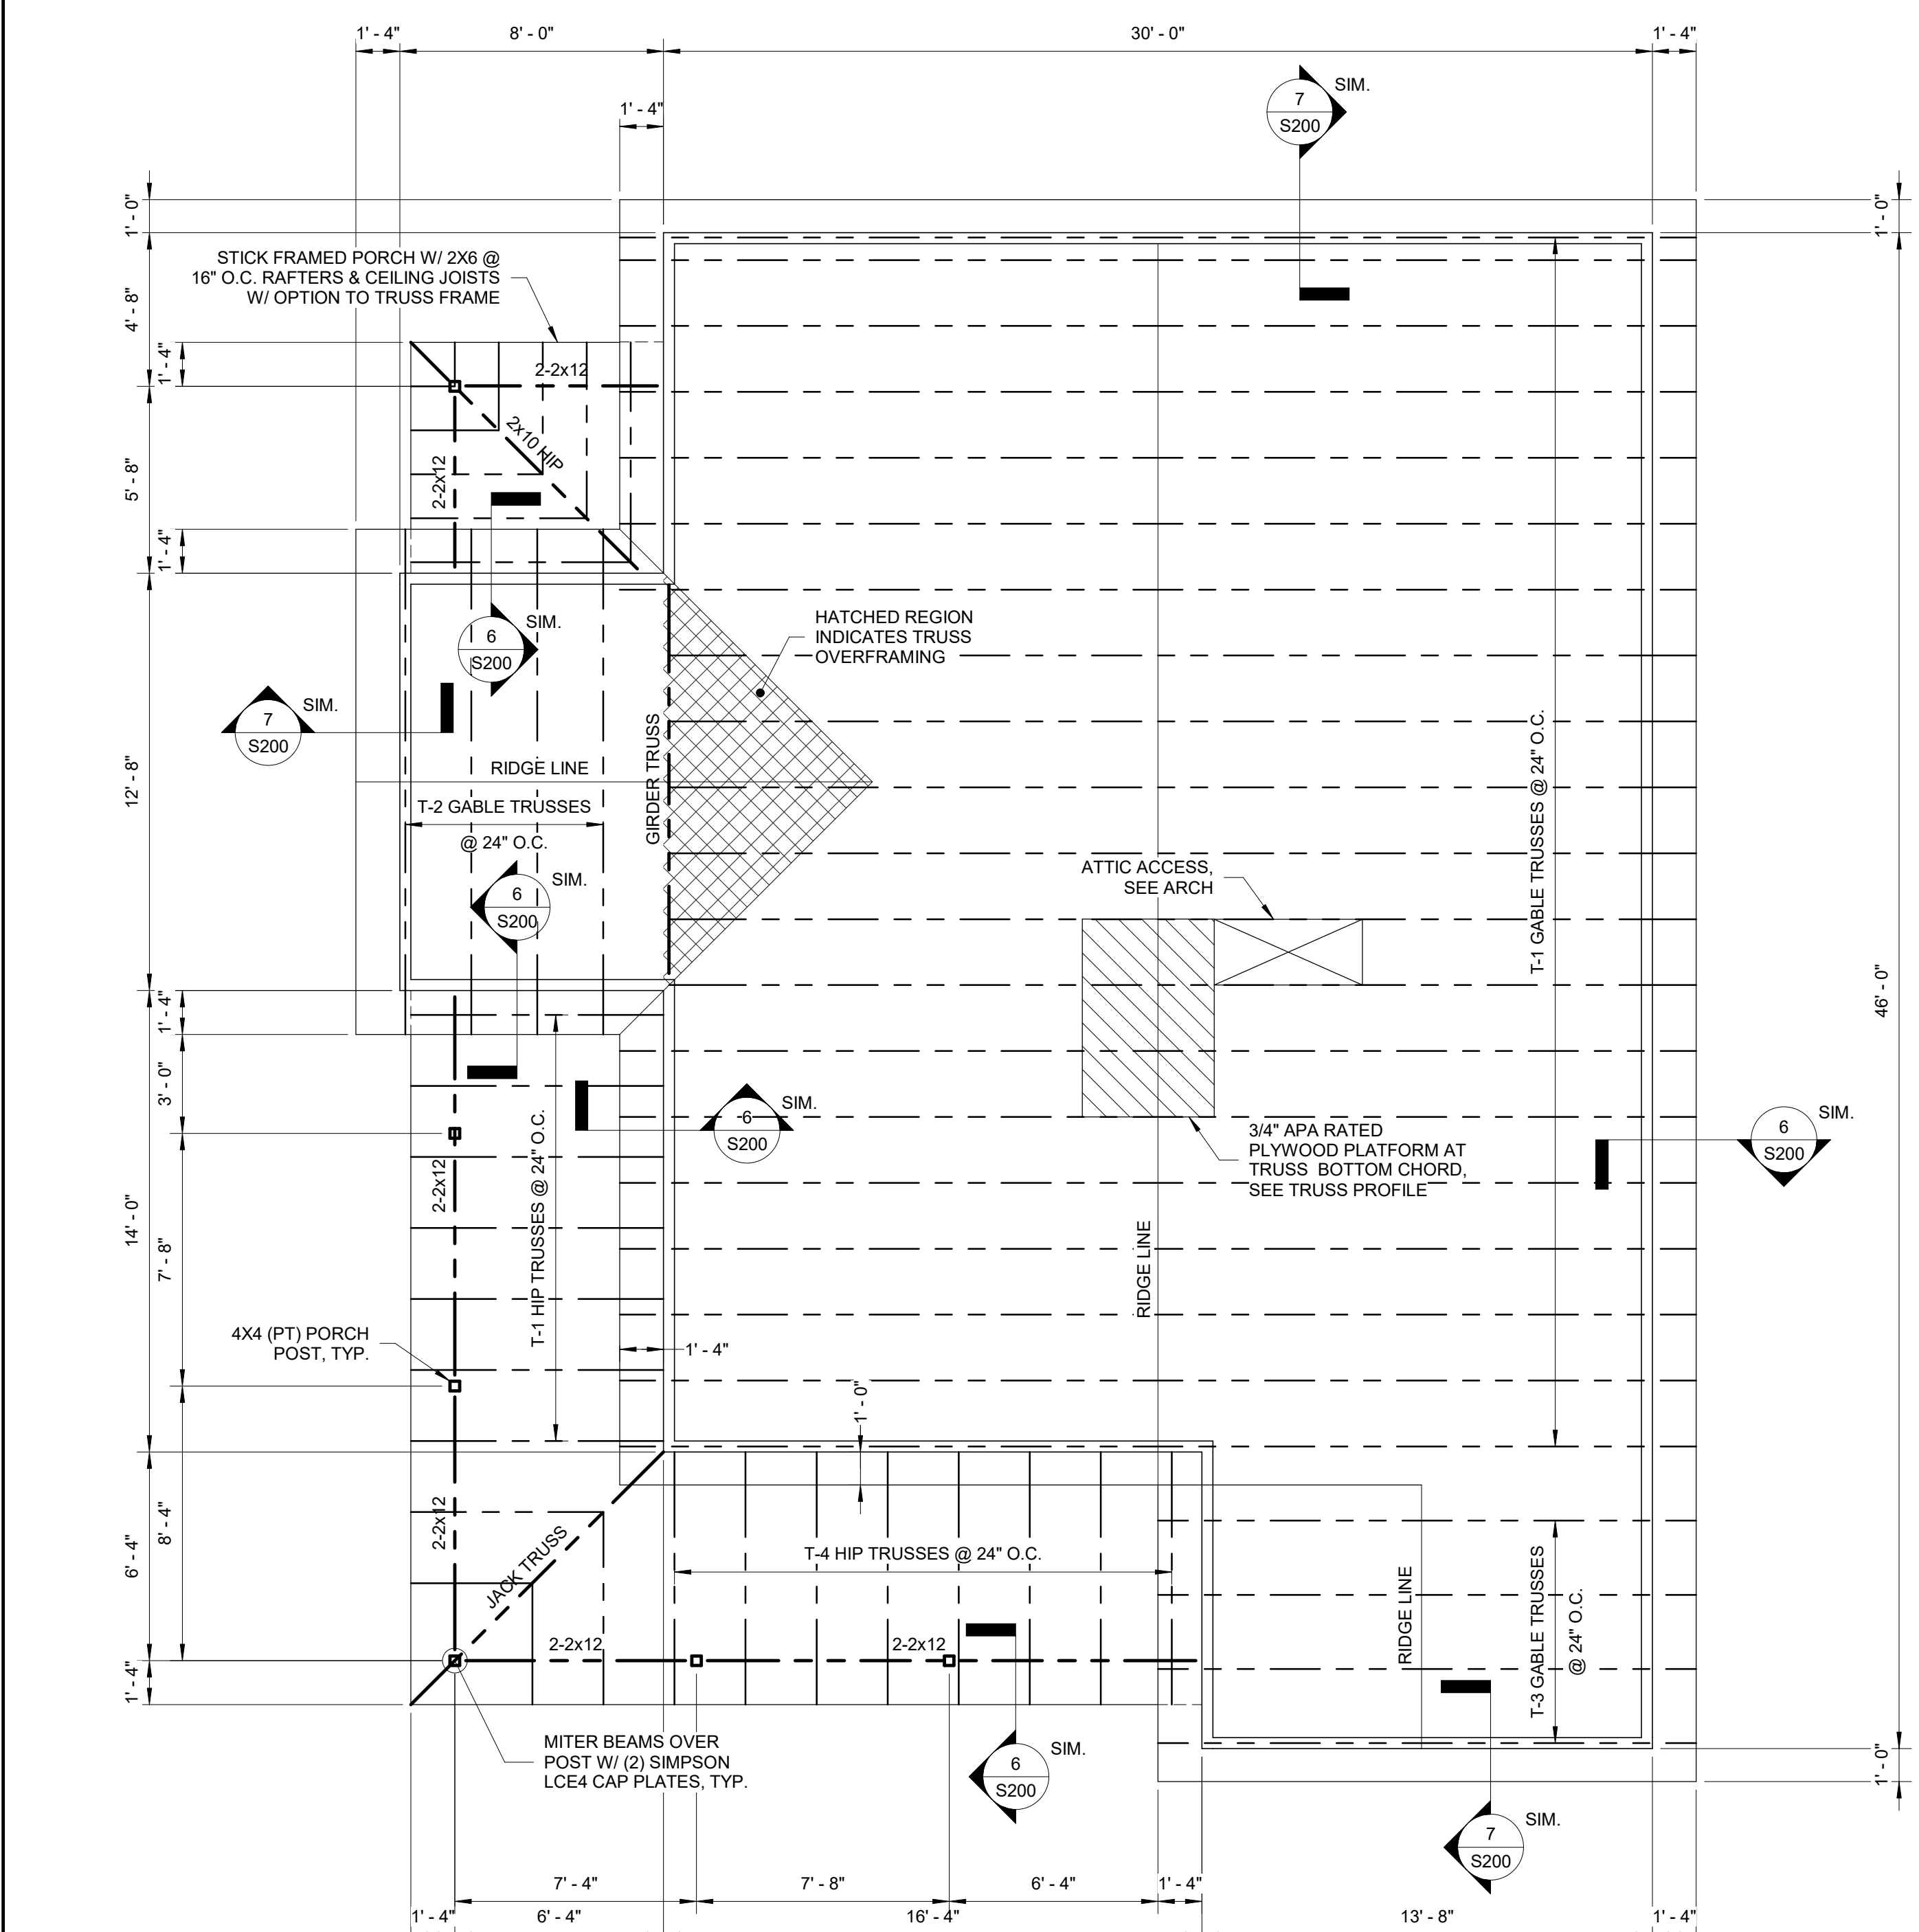 1' - 4"
8' - 0"
30' - 0"
1' - 4"
1' - 4"
7
S200
SIM.
1' - 0"
4' - 8"
1' - 4"
5' - 8"
1' - 4"
12' - 8"
1' - 4"
3' - 0"
14' - 0"
7' - 8"
8' - 4"
6' - 4"
1' - 4"
1' - 0"
46' - 0"
1' - 0"
STICK FRAMED PORCH W/ 2X6 @
16" O.C. RAFTERS & CEILING JOISTS
W/ OPTION TO TRUSS FRAME
2-2x12
2x10 HIP
2-2x12
6
S200
SIM.
HATCHED REGION
INDICATES TRUSS
OVERFRAMING
7
S200
SIM.
GIRDER TRUSS
RIDGE LINE
T-2 GABLE TRUSSES
@ 24" O.C.
6
S200
SIM.
T-1 GABLE TRUSSES @ 24" O.C.
ATTIC ACCESS,
SEE ARCH
6
S200
SIM.
3/4" APA RATED
PLYWOOD PLATFORM AT
TRUSS BOTTOM CHORD,
SEE TRUSS PROFILE
6
S200
SIM.
2-2x12
T-1 HIP TRUSSES @ 24" O.C.
RIDGE LINE
4X4 (PT) PORCH
POST, TYP.
1' - 4"
1' - 0"
2-2x12
JACK TRUSS
T-4 HIP TRUSSES @ 24" O.C.
RIDGE LINE
T-3 GABLE TRUSSES
@ 24" O.C.
2-2x12
2-2x12
MITER BEAMS OVER
POST W/ (2) SIMPSON
LCE4 CAP PLATES, TYP.
6
S200
SIM.
7
S200
SIM.
7' - 4"
7' - 8"
6' - 4"
1' - 4"
1' - 4"
6' - 4"
16' - 4"
13' - 8"
1' - 4"